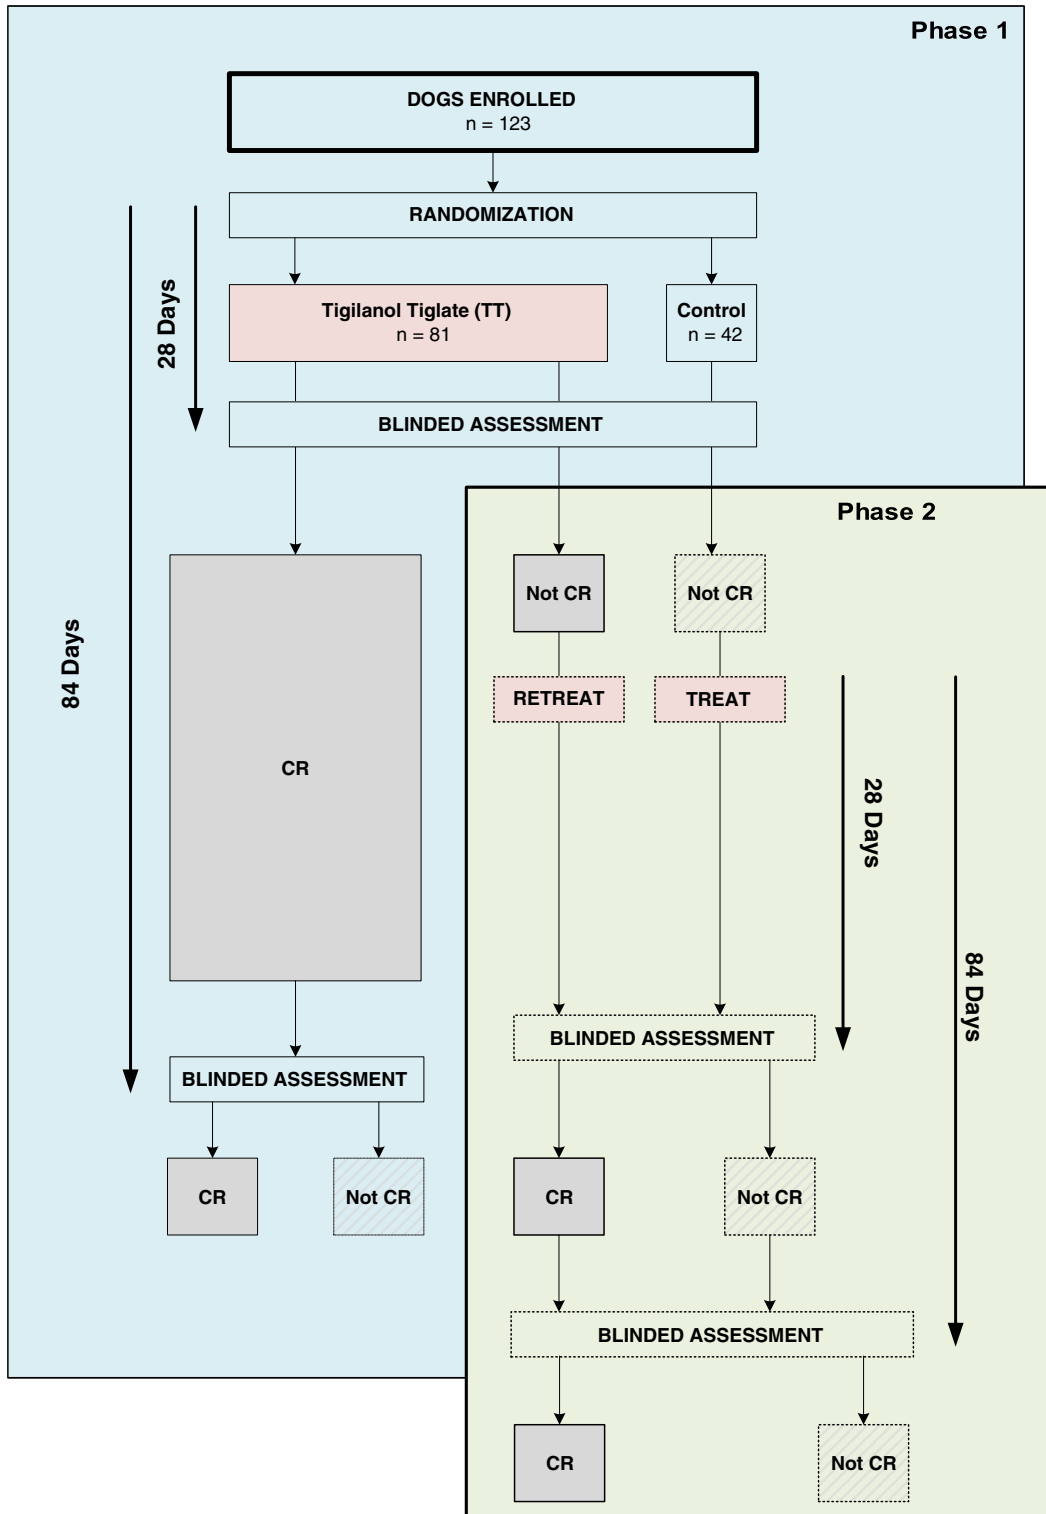 Phase 1
DOGS ENROLLED
n = 123
RANDOMIZATION
28 Days
Tigilanol Tiglate (TT)
n = 81
Control
n = 42
BLINDED ASSESSMENT
Phase 2
84 Days
CR
Not CR
Not CR
RETREAT
TREAT
28 Days
84 Days
BLINDED ASSESSMENT
BLINDED ASSESSMENT
CR
Not CR
CR
Not CR
BLINDED ASSESSMENT
CR
Not CR